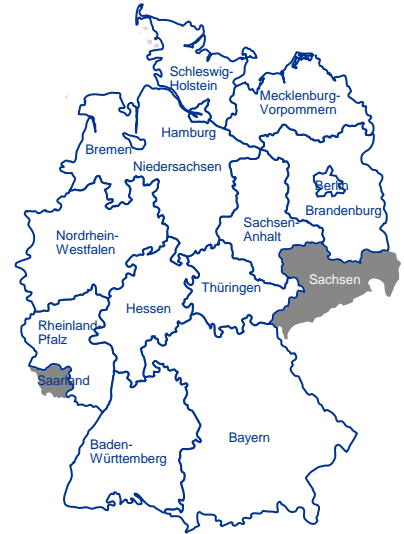 Schleswig-
Holstein
Mecklenburg-
Vorpommern
Hamburg
Bremen
Niedersachsen
Berlin
Brandenburg
Sachsen-
Anhalt
Nordrhein-
Westfalen
Sachsen
Thüringen
Hessen
Rheinland
Pfalz
Saarland
Bayern
Baden-
Württemberg